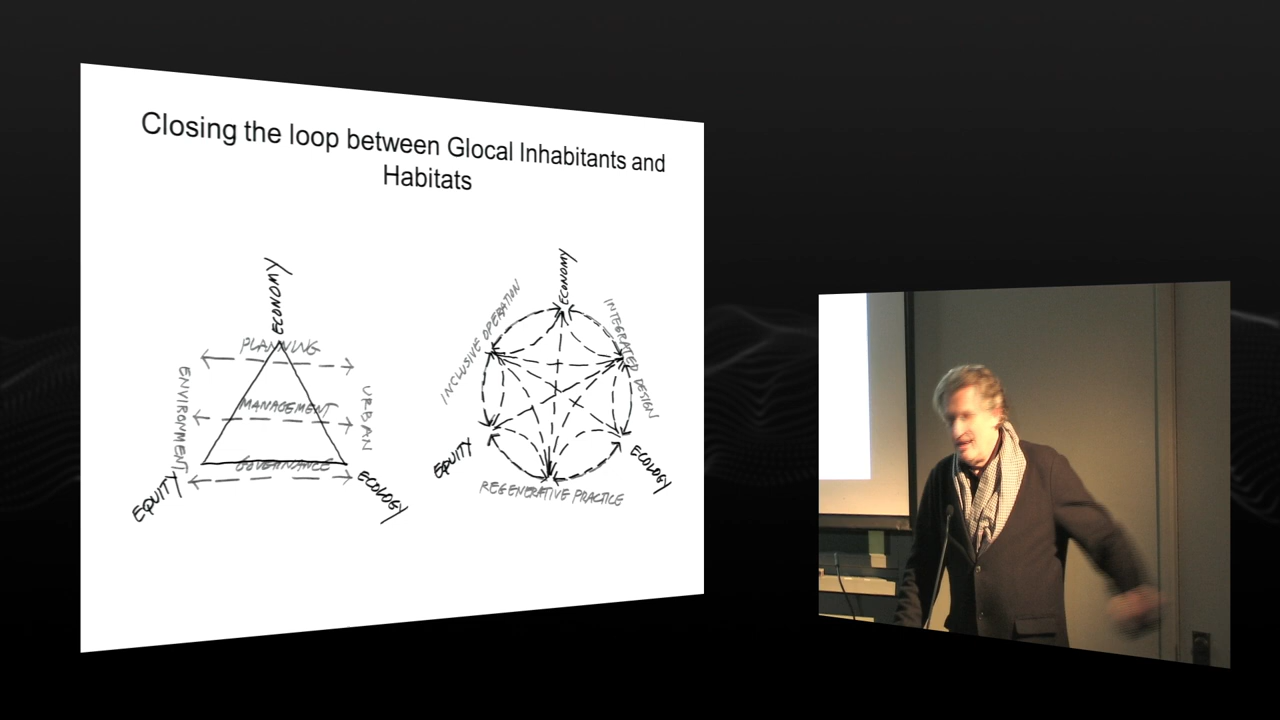 Closing the loop between Glocal Inhabitants and
Habitats
ECONOMY
PLANNING
ENVIRONMENT
MANAGEMENT
URBAN
GOVERNANCE
EQUITY
ECOLOGY
ECONOMY
INCLUSIVE OPERATION
INTEGRATED DESIGN
EQUITY
ECOLOGY
REGENERATIVE PRACTICE